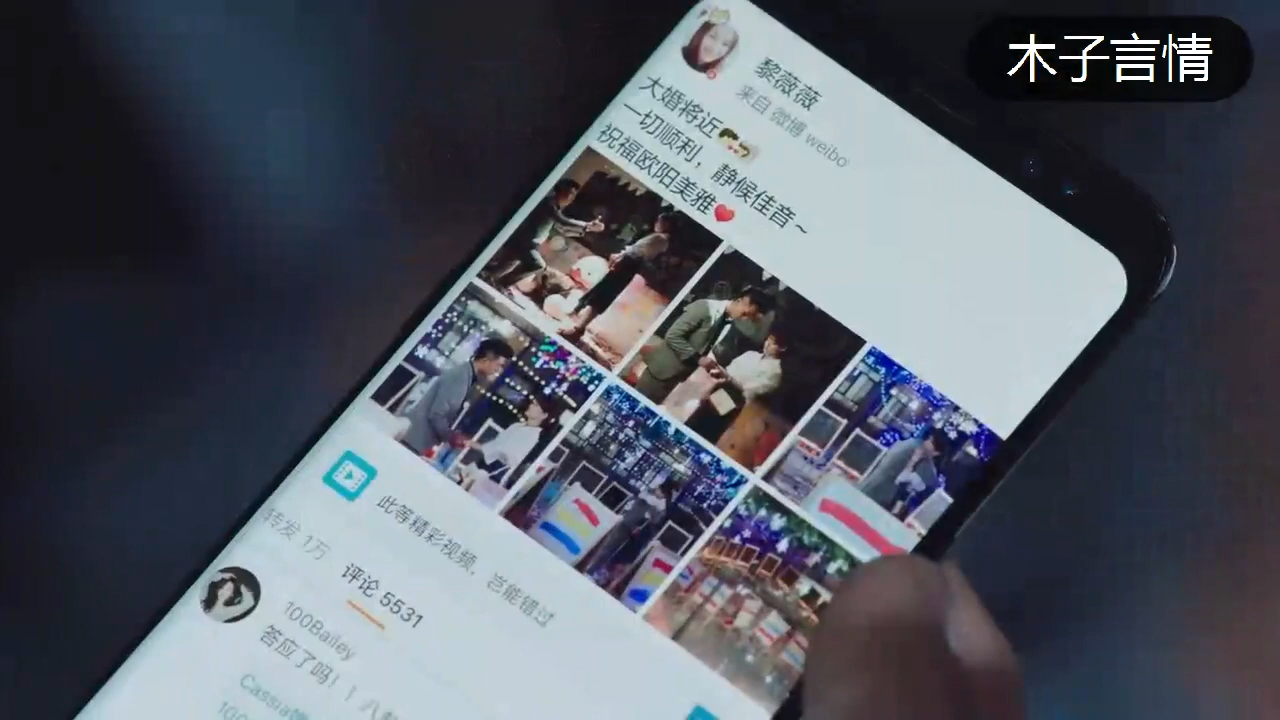 木子言情
黎薇薇
来自 微博 weibo
大婚将近
一切顺利，静候佳音~
祝福欧阳美雅
此等精彩视频，岂能错过
转发 1万
评论 5531
100Bailey
答应了吗！！八
Cassia